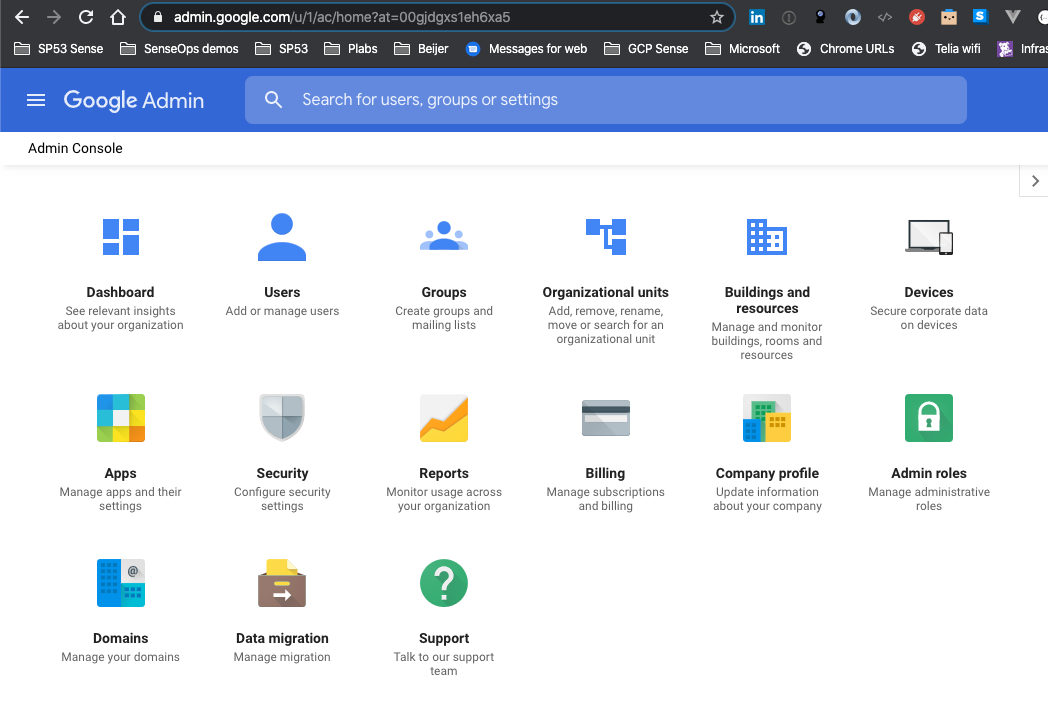 admin.google.com/u/1/ac/home?at=00gjdgxs1eh6xa5
SP53 Sense SenseOps demos SP53 Plabs Beijer Messages for web GCP Sense Microsoft Chrome URLs Telia wifi Infras
Google Admin Search for users, groups or settings
Admin Console
Dashboard
See relevant insights
about your organization
Users
Add or manage users
Groups
Create groups and
mailing lists
Organizational units
Add, remove, rename,
move or search for an
organizational unit
Buildings and
resources
Manage and monitor
buildings, rooms and
resources
Devices
Secure corporate data
on devices
Apps
Manage apps and their
settings
Security
Configure security
settings
Reports
Monitor usage across
your organization
Billing
Manage subscriptions
and billing
Company profile
Update information
about your company
Admin roles
Manage administrative
roles
Domains
Manage your domains
Data migration
Manage migration
Support
Talk to our support
team